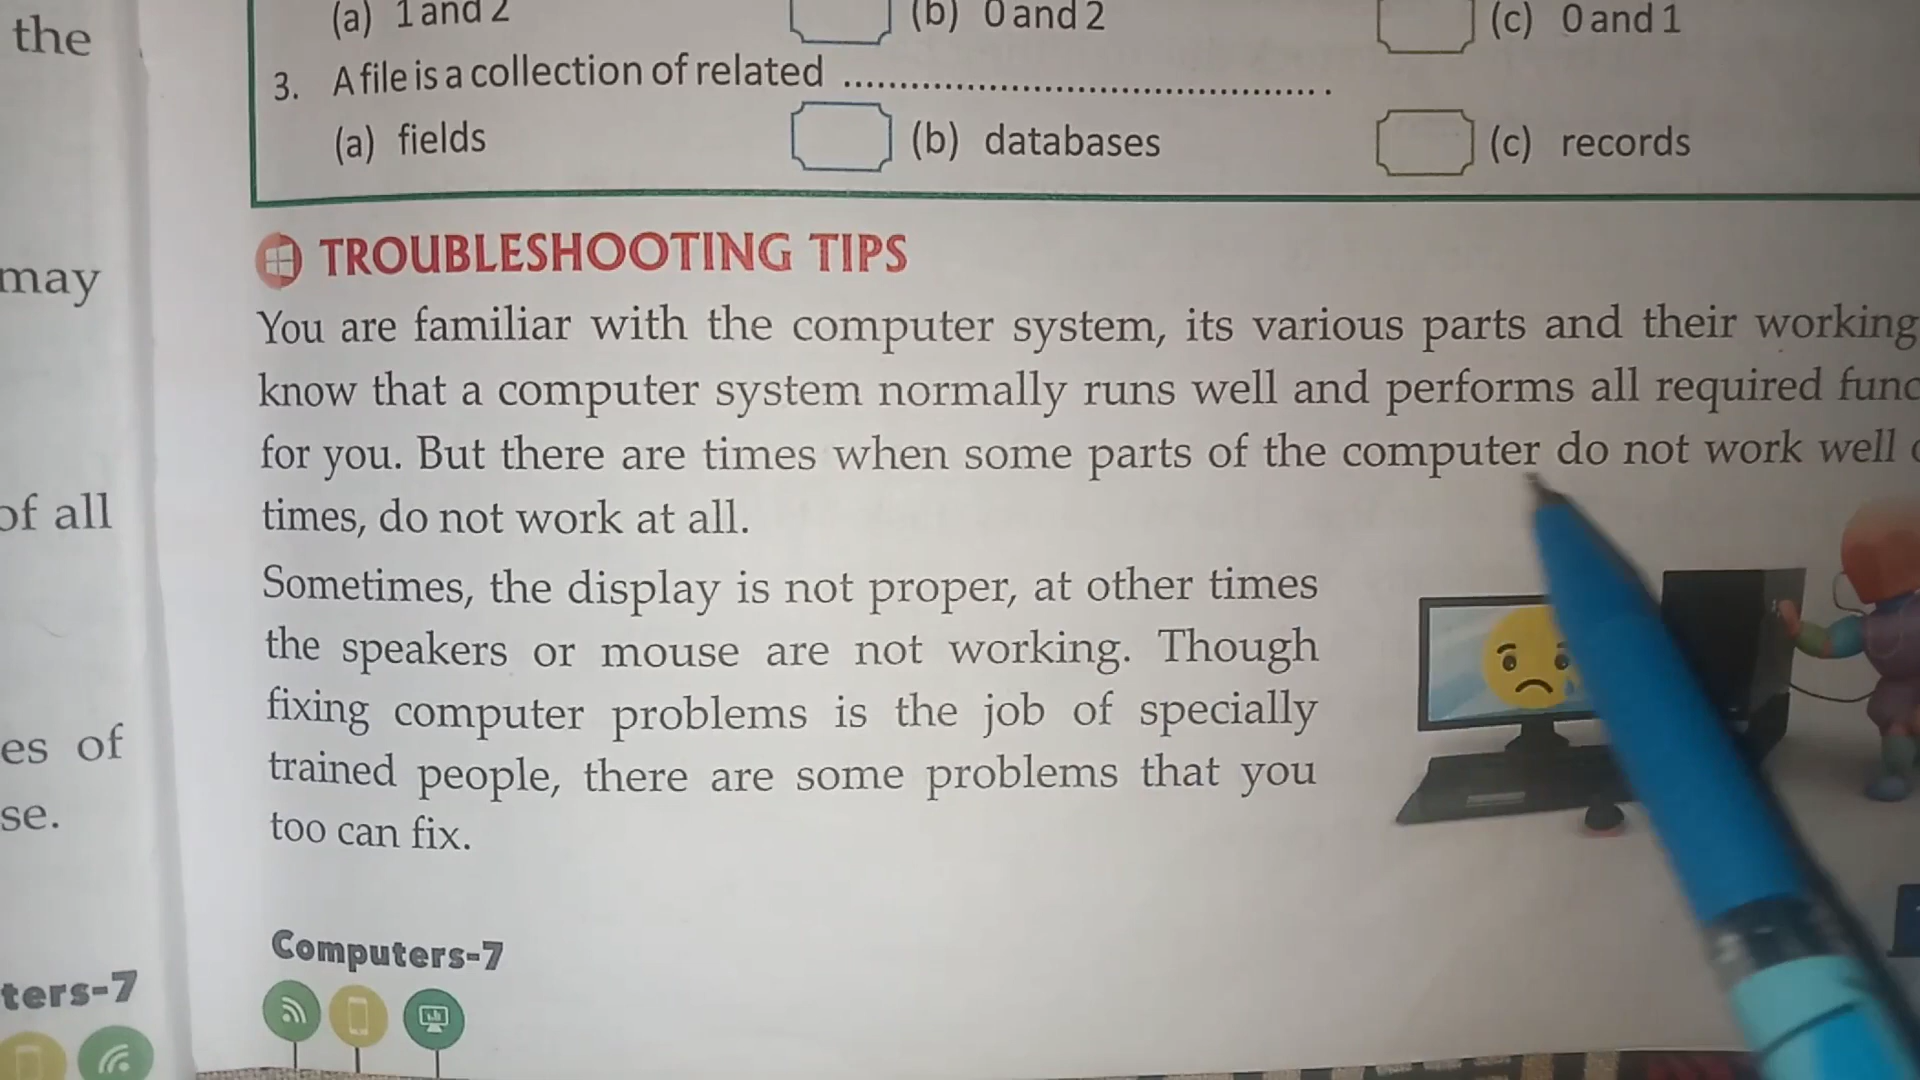 the
may
of all
es of
se.
ters-7
(a) 1 and 2 (b) 0 and 2 (c) 0 and 1
3. A file is a collection of related ............................................ .
(a) fields (b) databases (c) records
TROUBLESHOOTING TIPS
You are familiar with the computer system, its various parts and their working
know that a computer system normally runs well and performs all required func
for you. But there are times when some parts of the computer do not work well
times, do not work at all.
Sometimes, the display is not proper, at other times
the speakers or mouse are not working. Though
fixing computer problems is the job of specially
trained people, there are some problems that you
too can fix.
Computers-7